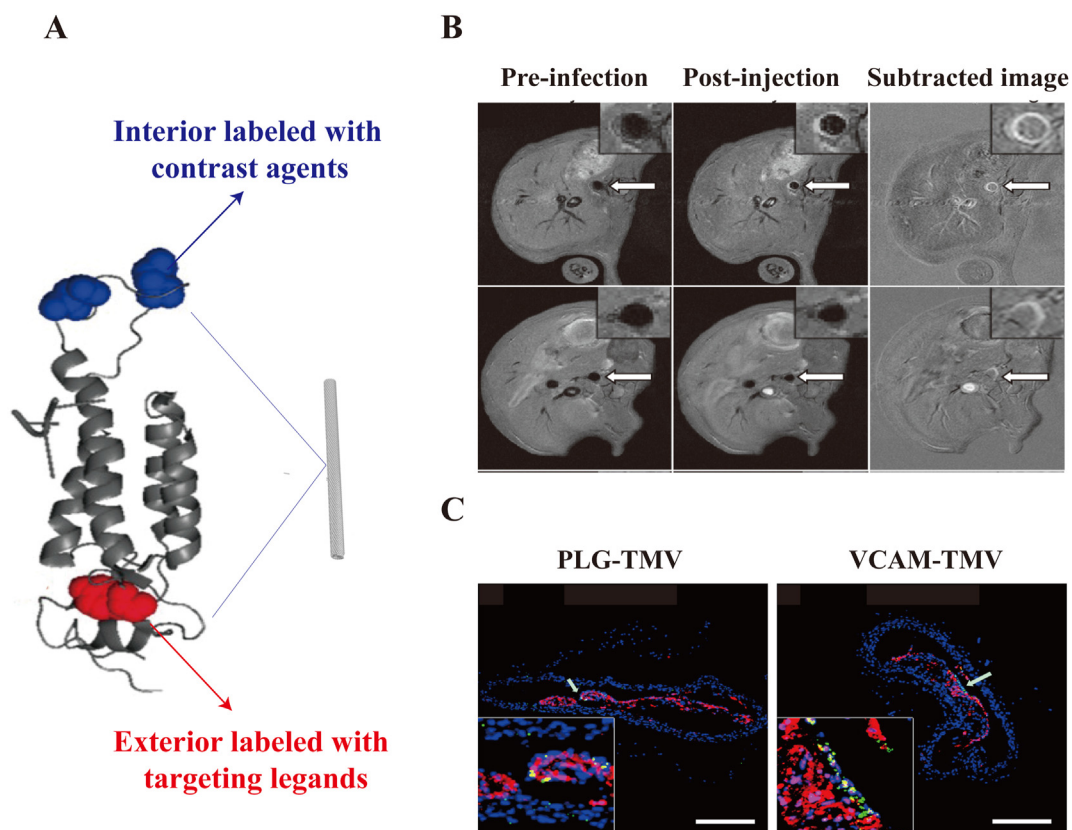 A
Interior labeled with
contrast agents
Exterior labeled with
targeting legands
B
Pre-infection
Post-injection
Subtracted image
C
PLG-TMV
VCAM-TMV